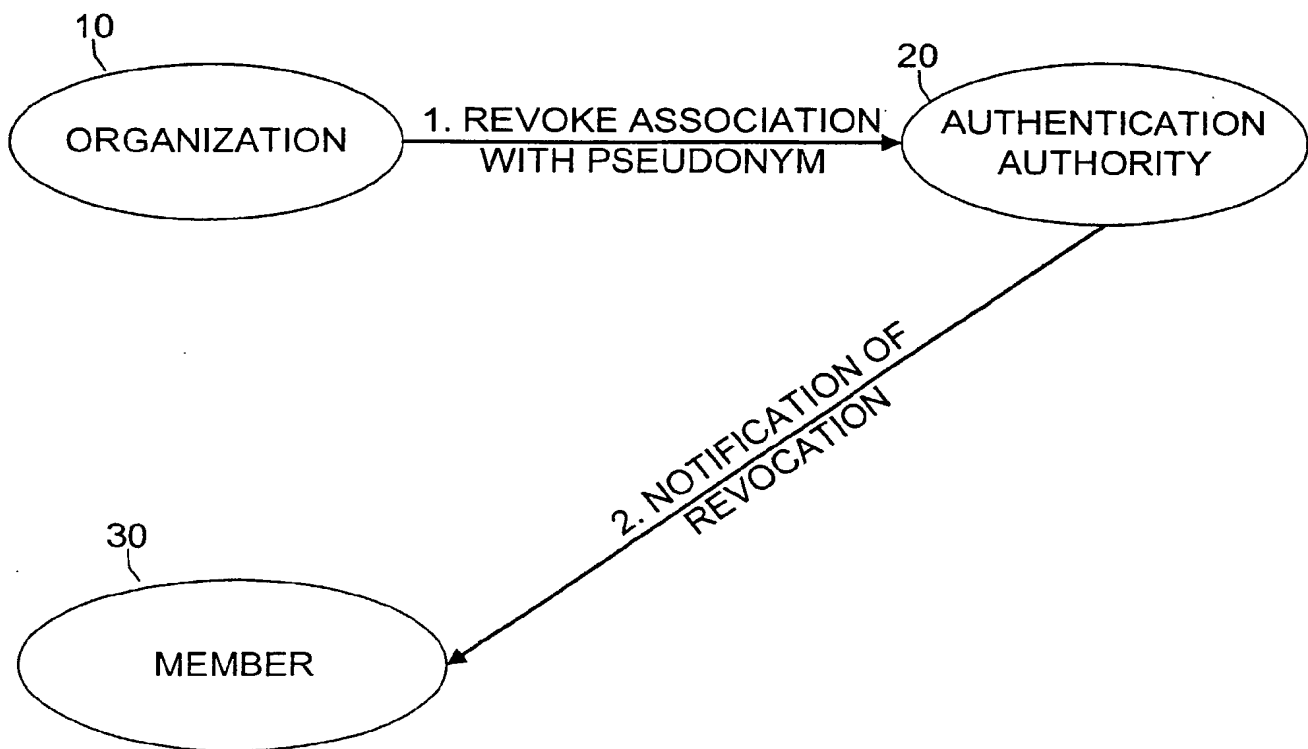 10
ORGANIZATION
1. REVOKE ASSOCIATION
WITH PSEUDONYM
20
AUTHENTICATION
AUTHORITY
2. NOTIFICATION OF
REVOCATION
30
MEMBER